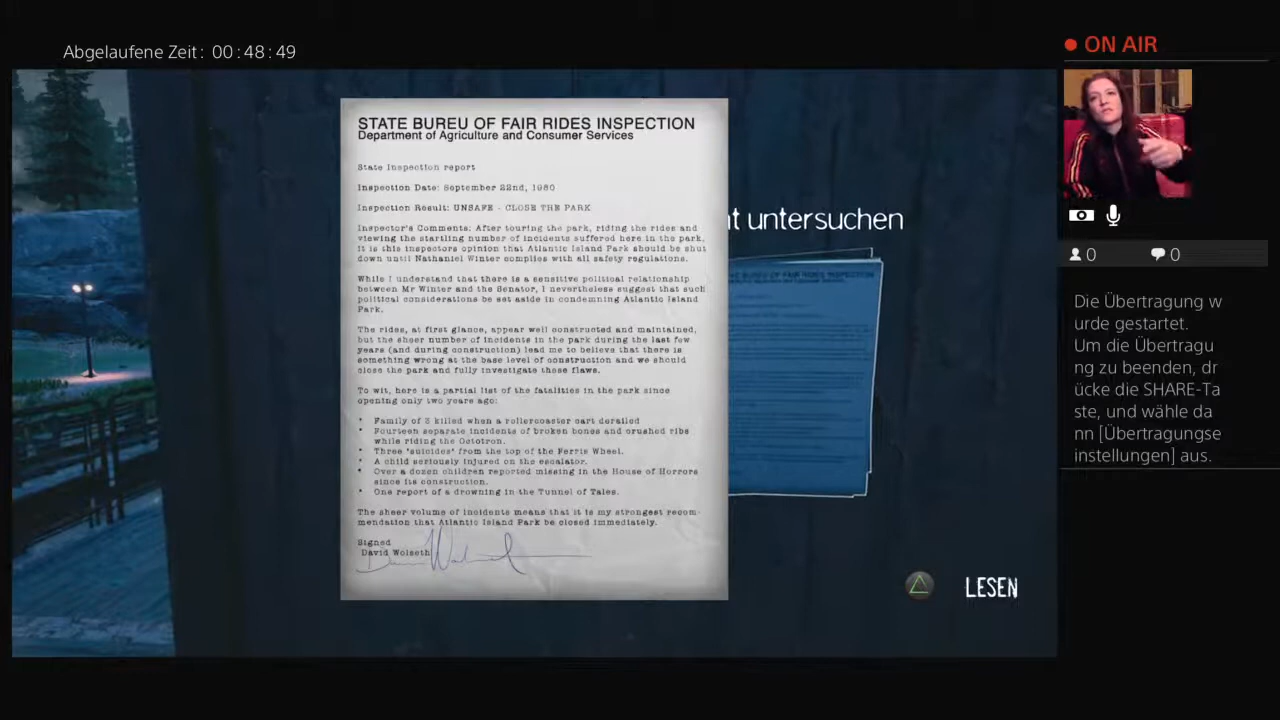 Abgelaufene Zeit: 00:48:49
ON AIR
STATE BUREU OF FAIR RIDES INSPECTION
Department of Agriculture and Consumer Services
State Inspection report
Inspection Date: September 22nd, 1980
Inspection Result: UNSAFE - CLOSE THE PARK
Inspector's Comments: After touring the park, riding the rides and
viewing the startling number of incidents suffered here in the park,
it is this inspectors opinion that Atlantic Island Park should be shut
down until Nathaniel Winter complies with all safety regulations.
While I understand that there is a sensitive political relationship
between Mr Winter and the Senator, I nevertheless suggest that such
political considerations be set aside in condemning Atlantic Island
Park.
The rides, at first glance, appear well constructed and maintained,
but the sheer number of incidents in the park during the last few
years (and during construction) lead me to believe that there is
something wrong at the base level of construction and we should
close the park and fully investigate these flaws.
To wit, here is a partial list of the fatalities in the park since
opening only two years ago:
* Family of 3 killed when a rollercoaster cart derailed
* Fourteen separate incidents of broken bones and crushed ribs
while riding the Octotron.
* Three "suicides" from the top of the Ferris Wheel.
* A child seriously injured on the escalator.
* Over a dozen children reported missing in the House of Horrors
since its construction.
* One report of a drowning in the Tunnel of Tales.
The sheer volume of incidents means that it is my strongest recom-
mendation that Atlantic Island Park be closed immediately.
Signed
David Wolseth
nt untersuchen
LESEN
0 0
Die Übertragung w
urde gestartet.
Um die Übertragu
ng zu beenden, dr
ücke die SHARE-Ta
ste, und wähle da
nn [Übertragungse
instellungen] aus.